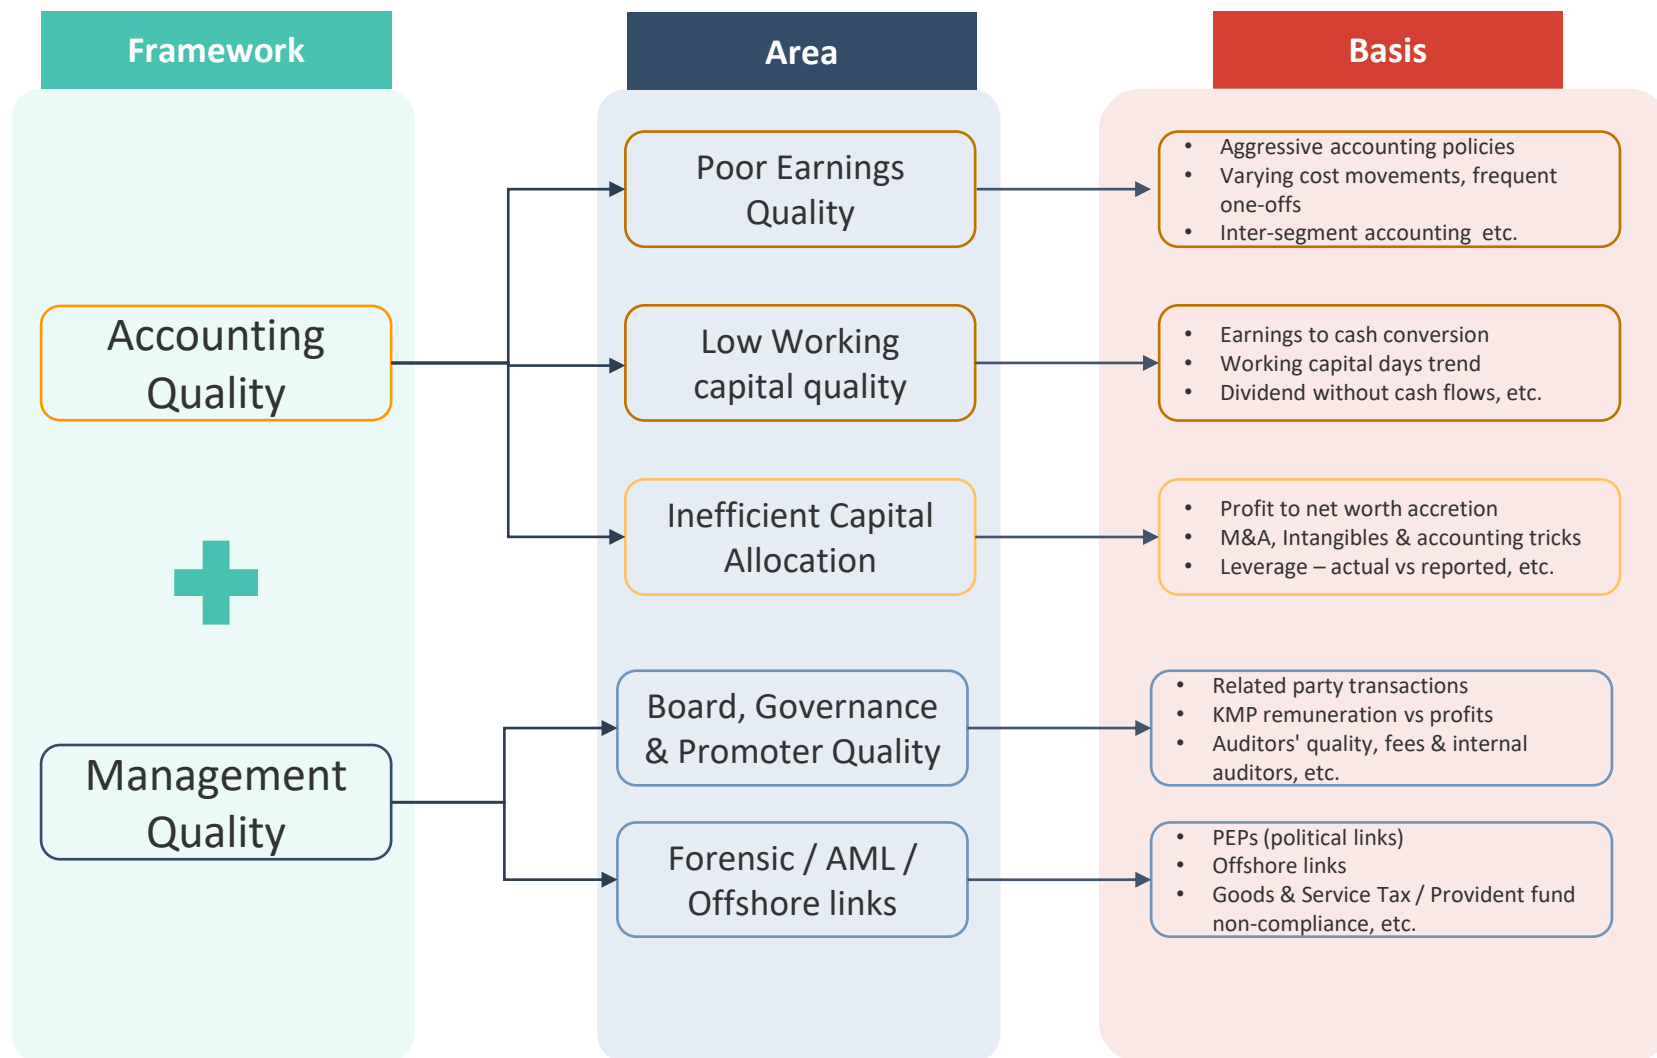 Framework
Area
Basis
Accounting
Quality
Management
Quality
Poor Earnings
Quality
Low Working
capital quality
Inefficient Capital
Allocation
Board, Governance
& Promoter Quality
Forensic / AML /
Offshore links
• Aggressive accounting policies
• Varying cost movements, frequent
one-offs
• Inter-segment accounting etc.
• Earnings to cash conversion
• Working capital days trend
• Dividend without cash flows, etc.
• Profit to net worth accretion
• M&A, Intangibles & accounting tricks
• Leverage – actual vs reported, etc.
• Related party transactions
• KMP remuneration vs profits
• Auditors' quality, fees & internal
auditors, etc.
• PEPs (political links)
• Offshore links
• Goods & Service Tax / Provident fund
non-compliance, etc.